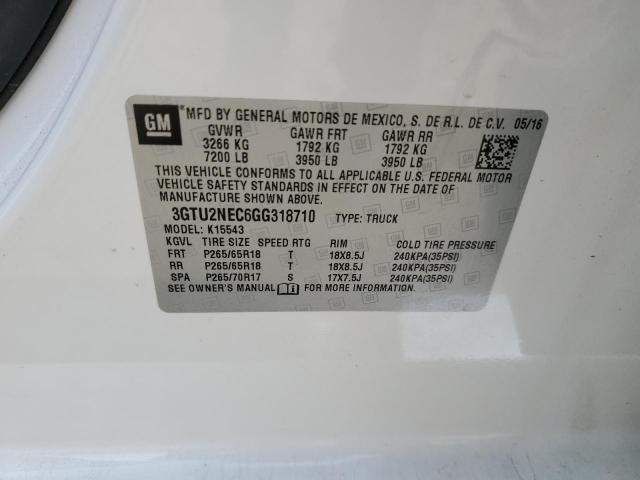 GM
*MFD BY GENERAL MOTORS DE MEXICO, S. DE R.L. DE C.V. 05/16
GVWR GAWR FRT GAWR RR
3266 KG 1792 KG 1792 KG
7200 LB 3950 LB 3950 LB
THIS VEHICLE CONFORMS TO ALL APPLICABLE U.S. FEDERAL MOTOR
VEHICLE SAFETY STANDARDS IN EFFECT ON THE DATE OF
MANUFACTURE SHOWN ABOVE.
3GTU2NEC6GG318710 TYPE: TRUCK
MODEL: K15543
KGVL TIRE SIZE SPEED RTG RIM COLD TIRE PRESSURE
FRT P265/65R18 T 18X8.5J 240KPA(35PSI)
RR P265/65R18 T 18X8.5J 240KPA(35PSI)
SPA P265/70R17 S 17X7.5J 240KPA(35PSI)
SEE OWNER'S MANUAL FOR MORE INFORMATION.